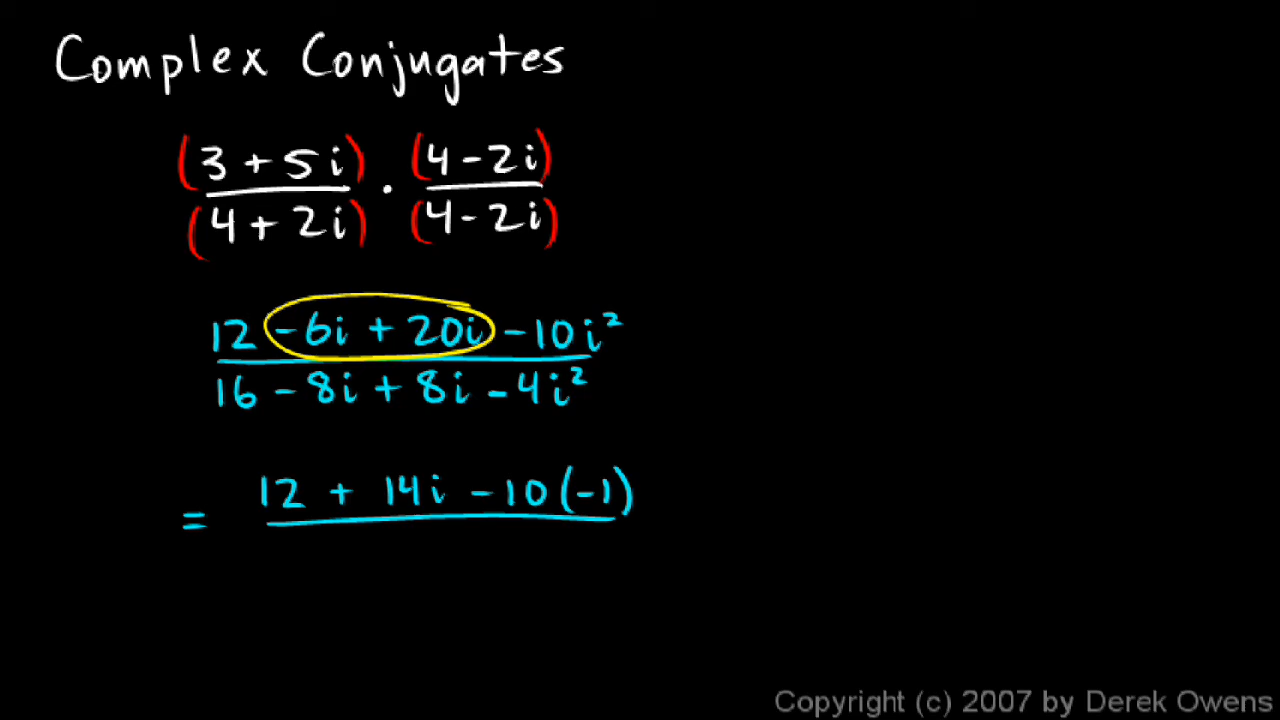 Complex Conjugates
(3 + 5i) / (4 + 2i) · (4 - 2i) / (4 - 2i)
12 - 6i + 20i - 10i²
16 - 8i + 8i - 4i²
= 12 + 14i - 10(-1)
Copyright (c) 2007 by Derek Owens